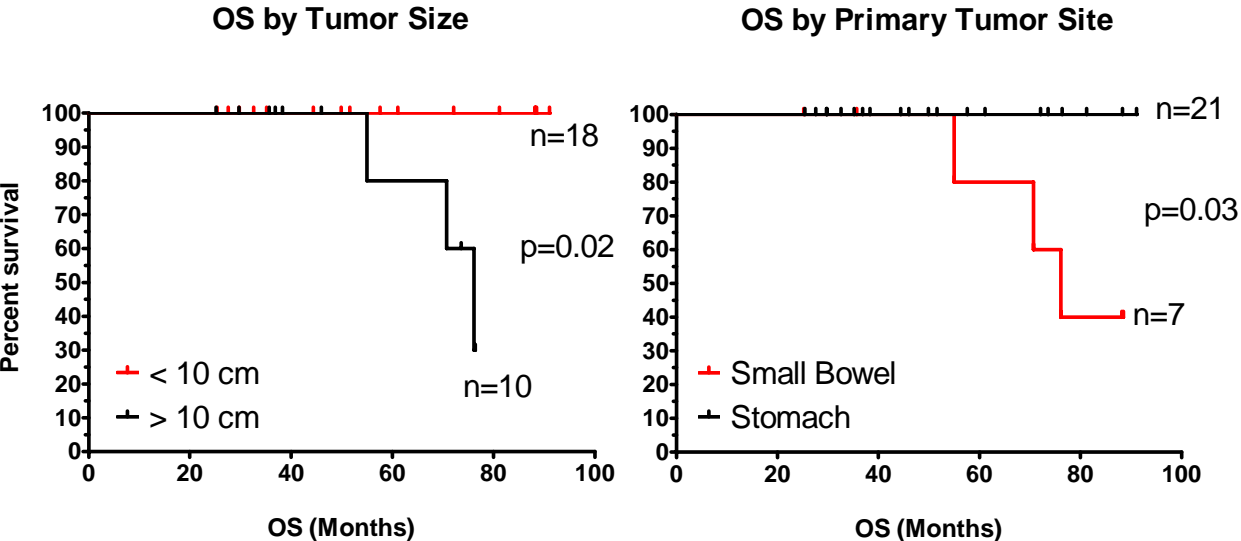 OS by Tumor Size
OS by Primary Tumor Site
100
90
80
70
60
50
40
30
20
10
0
Percent survival
n=18
p=0.02
n=10
< 10 cm
> 10 cm
0 20 40 60 80 100
OS (Months)
100
90
80
70
60
50
40
30
20
10
0
n=21
p=0.03
n=7
Small Bowel
Stomach
0 20 40 60 80 100
OS (Months)